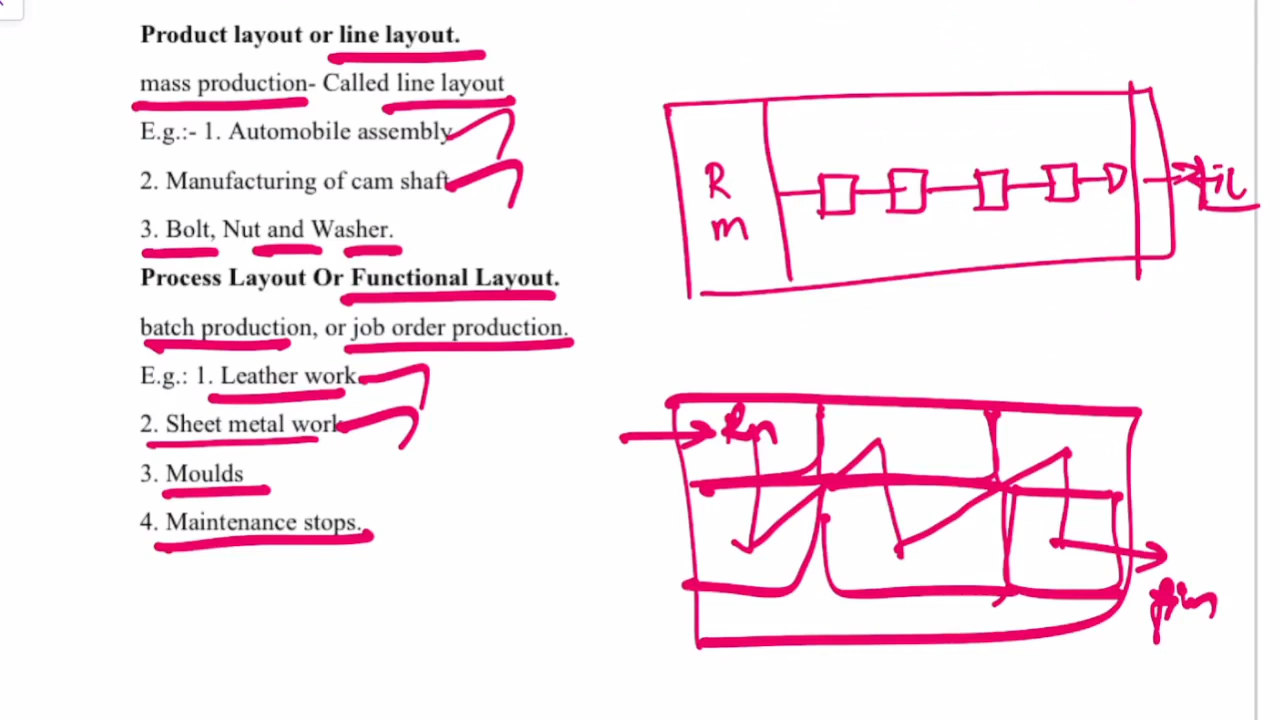 Product layout or line layout.
mass production- Called line layout
E.g.:- 1. Automobile assembly
2. Manufacturing of cam shaft
3. Bolt, Nut and Washer.
Process Layout Or Functional Layout.
batch production, or job order production.
E.g.: 1. Leather work
2. Sheet metal work
3. Moulds
4. Maintenance stops.
R
m
Rm